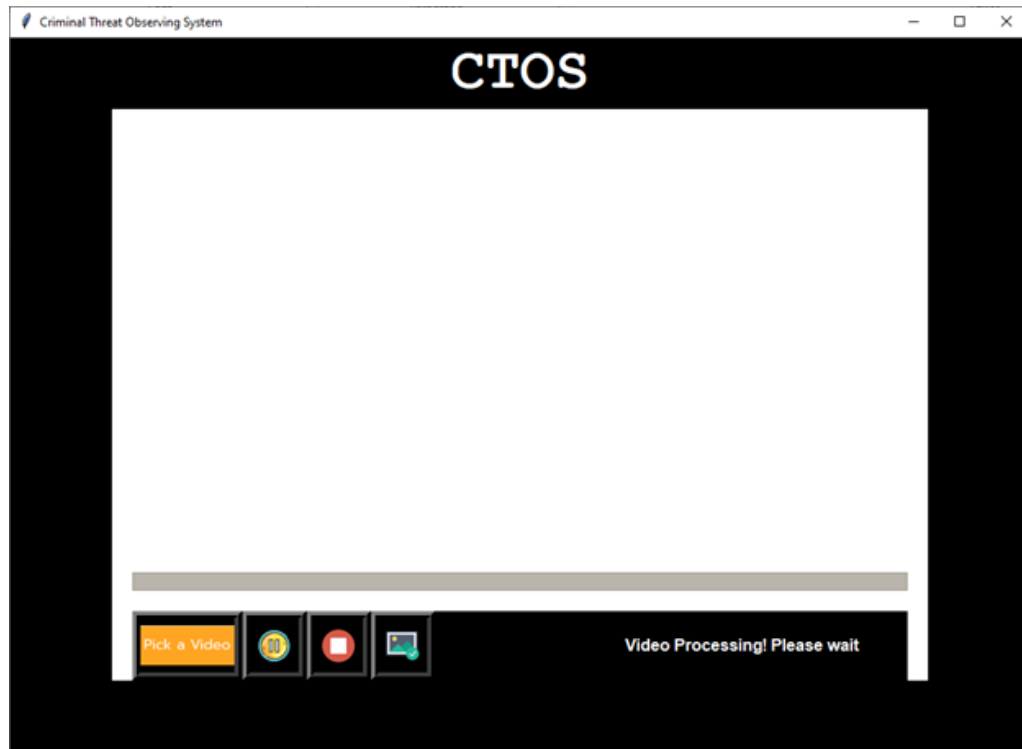 Criminal Threat Observing System
CTOS
Pick a Video
Video Processing! Please wait